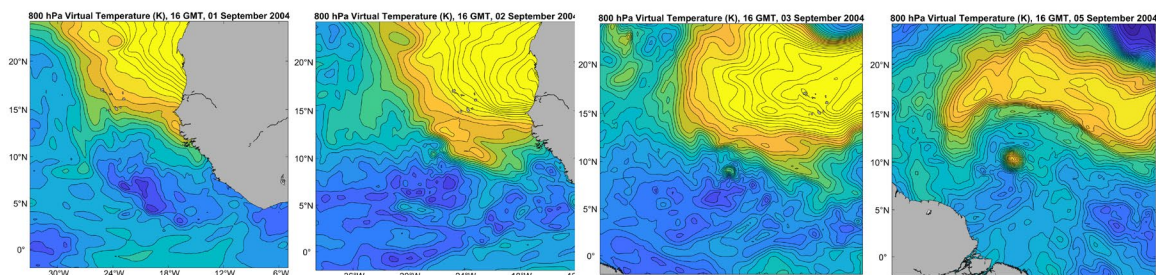 800 hPa Virtual Temperature (K), 16 GMT, 01 September 2004
800 hPa Virtual Temperature (K), 16 GMT, 02 September 2004
800 hPa Virtual Temperature (K), 16 GMT, 03 September 2004
800 hPa Virtual Temperature (K), 16 GMT, 05 September 2004
20°N
15°N
10°N
5°N
0°
30°W 24°W 18°W 12°W 6°W
20°N
15°N
10°N
5°N
0°
20°N
15°N
10°N
5°N
0°
20°N
15°N
10°N
5°N
0°